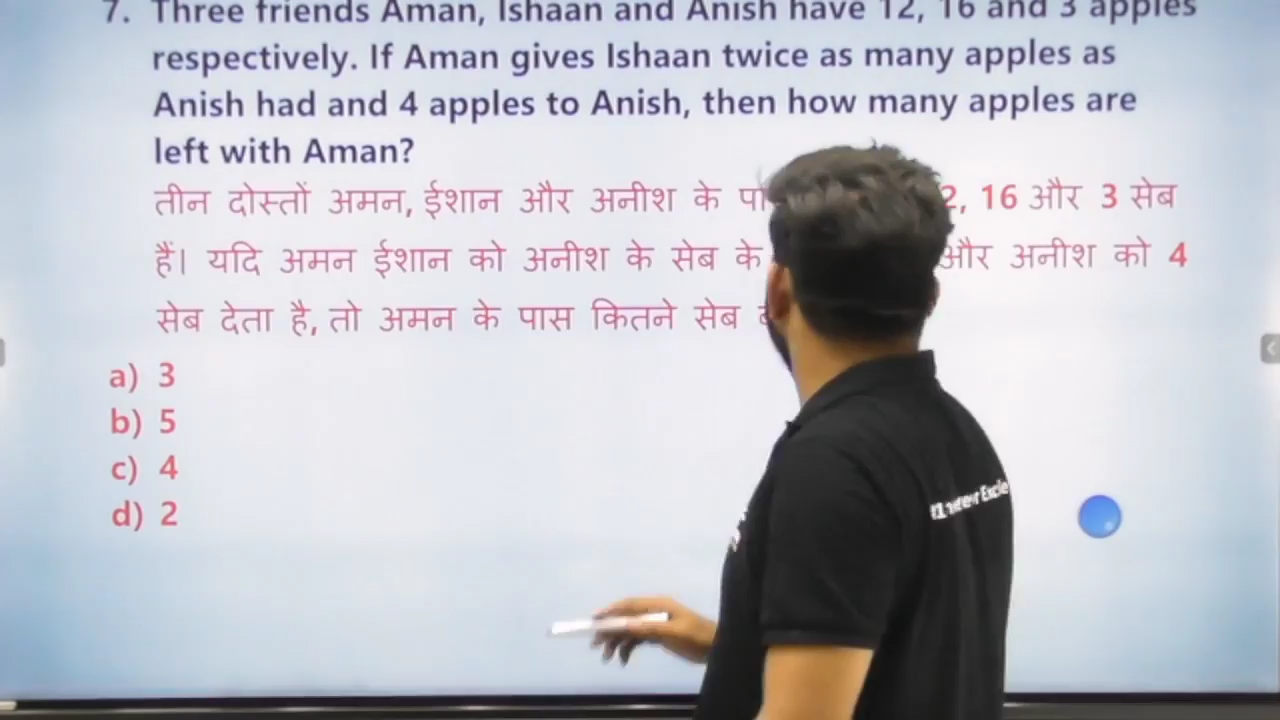 7. Three friends Aman, Ishaan and Anish have 12, 16 and 3 apples
respectively. If Aman gives Ishaan twice as many apples as
Anish had and 4 apples to Anish, then how many apples are
left with Aman?
तीन दोस्तों अमन, ईशान और अनीश के 2, 16 और 3 सेब
हैं। यदि अमन ईशान को अनीश के सेब के और अनीश को 4
सेब देता है, तो अमन के पास कितने सेब
a) 3
b) 5
c) 4
d) 2